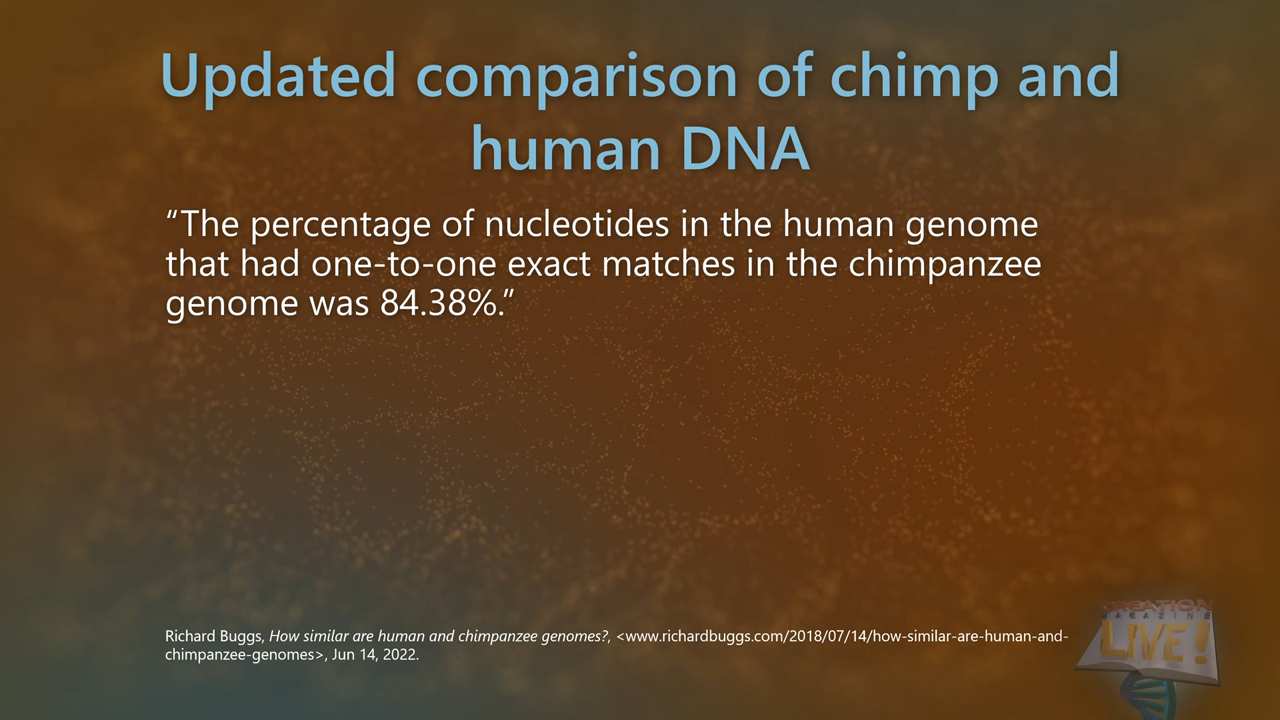 Updated comparison of chimp and
human DNA
“The percentage of nucleotides in the human genome
that had one-to-one exact matches in the chimpanzee
genome was 84.38%.”
Richard Buggs, How similar are human and chimpanzee genomes?, <www.richardbuggs.com/2018/07/14/how-similar-are-human-and-
chimpanzee-genomes>, Jun 14, 2022.
CREATION
MAGAZINE
LIVE!